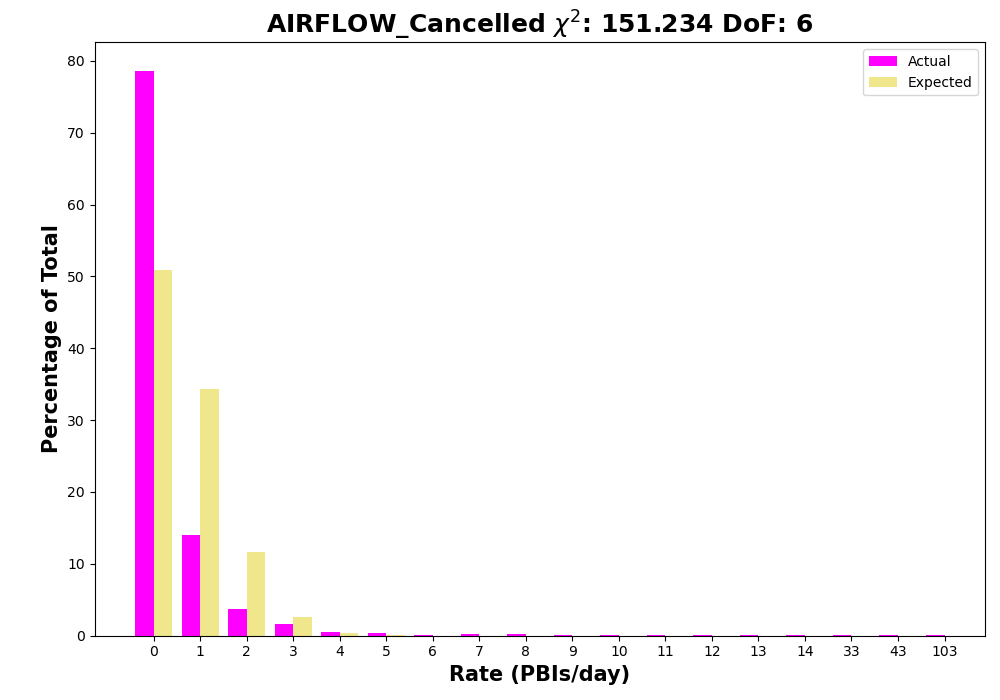 AIRFLOW_Cancelled χ²: 151.234 DoF: 6
Actual
Expected
80
70
60
50
40
30
20
10
0
Percentage of Total
0 1 2 3 4 5 6 7 8 9 10 11 12 13 14 33 43 103
Rate (PBIs/day)